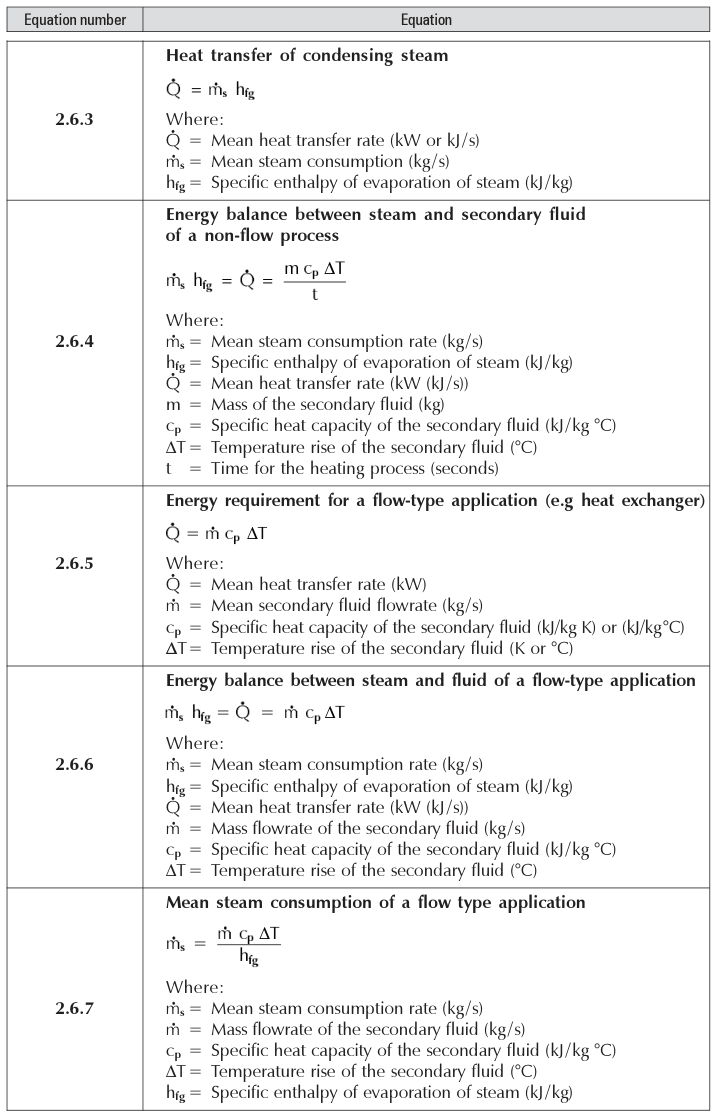 Equation number Equation
2.6.3
Heat transfer of condensing steam
Q̇ = ṁs hfg
Where:
Q̇ = Mean heat transfer rate (kW or kJ/s)
ṁs = Mean steam consumption (kg/s)
hfg = Specific enthalpy of evaporation of steam (kJ/kg)
2.6.4
Energy balance between steam and secondary fluid
of a non-flow process
ṁs hfg = Q̇ = m cp ΔT / t
Where:
ṁs = Mean steam consumption rate (kg/s)
hfg = Specific enthalpy of evaporation of steam (kJ/kg)
Q̇ = Mean heat transfer rate (kW (kJ/s))
m = Mass of the secondary fluid (kg)
cp = Specific heat capacity of the secondary fluid (kJ/kg °C)
ΔT = Temperature rise of the secondary fluid (°C)
t = Time for the heating process (seconds)
2.6.5
Energy requirement for a flow-type application (e.g heat exchanger)
Q̇ = ṁ cp ΔT
Where:
Q̇ = Mean heat transfer rate (kW)
ṁ = Mean secondary fluid flowrate (kg/s)
cp = Specific heat capacity of the secondary fluid (kJ/kg K) or (kJ/kg°C)
ΔT = Temperature rise of the secondary fluid (K or °C)
2.6.6
Energy balance between steam and fluid of a flow-type application
ṁs hfg = Q̇ = ṁ cp ΔT
Where:
ṁs = Mean steam consumption rate (kg/s)
hfg = Specific enthalpy of evaporation of steam (kJ/kg)
Q̇ = Mean heat transfer rate (kW (kJ/s))
ṁ = Mass flowrate of the secondary fluid (kg/s)
cp = Specific heat capacity of the secondary fluid (kJ/kg °C)
ΔT = Temperature rise of the secondary fluid (°C)
2.6.7
Mean steam consumption of a flow type application
ṁs = ṁ cp ΔT / hfg
Where:
ṁs = Mean steam consumption rate (kg/s)
ṁ = Mass flowrate of the secondary fluid (kg/s)
cp = Specific heat capacity of the secondary fluid (kJ/kg °C)
ΔT = Temperature rise of the secondary fluid (°C)
hfg = Specific enthalpy of evaporation of steam (kJ/kg)